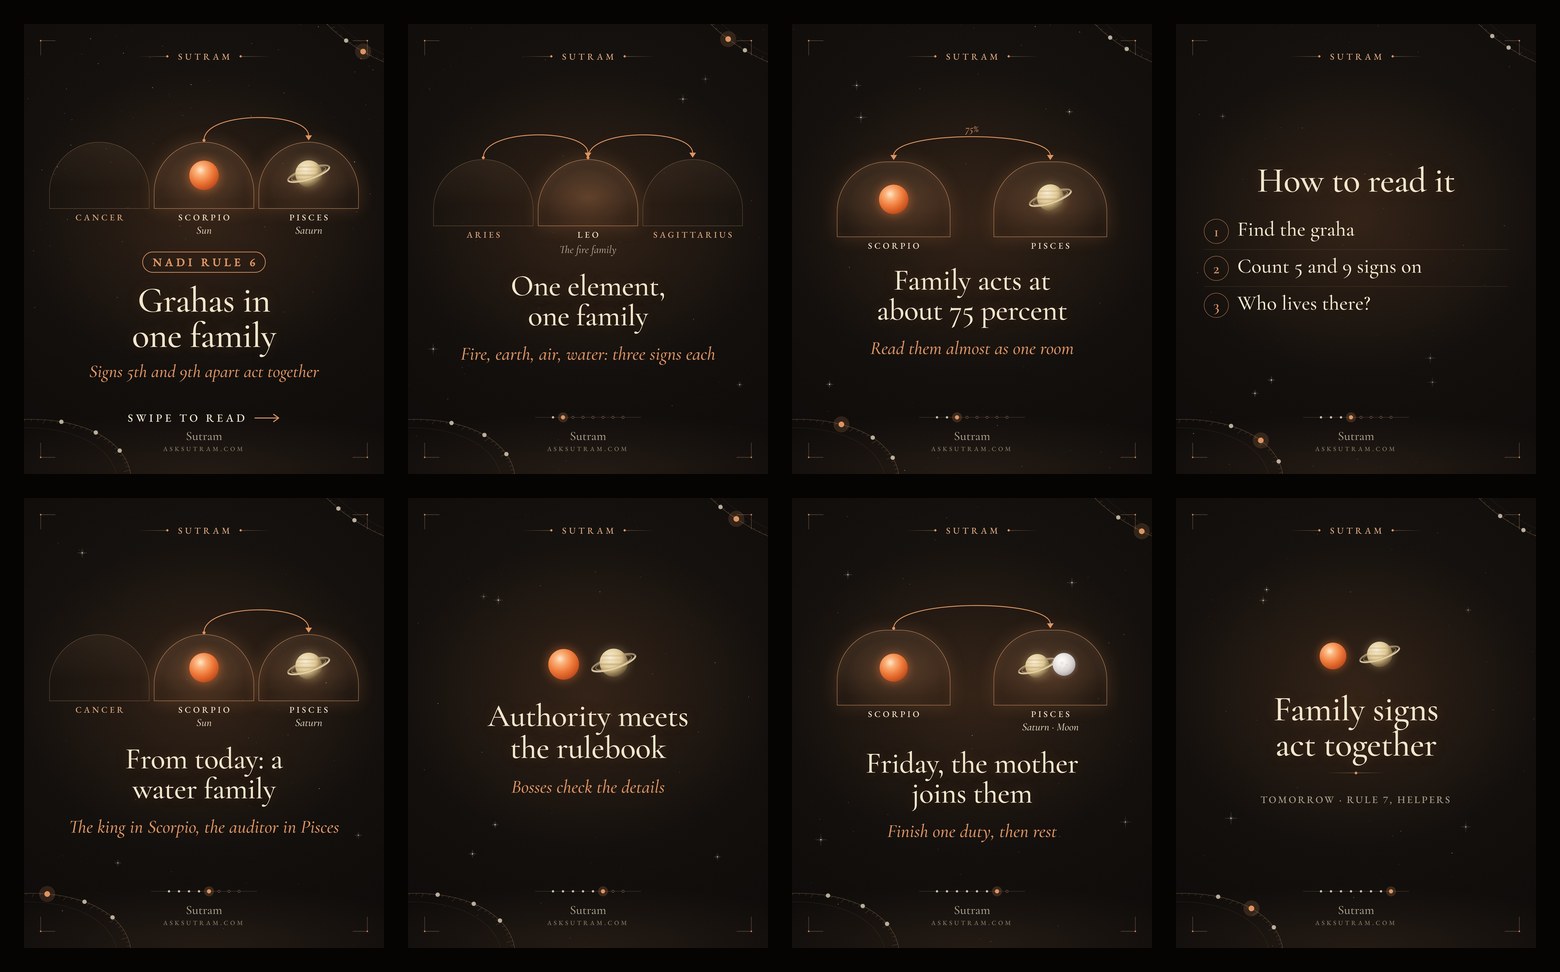 SUTRAM
CANCER
SCORPIO
Sun
PISCES
Saturn
NADI RULE 6
Grahas in
one family
Signs 5th and 9th apart act together
SWIPE TO READ
Sutram
ASKSUTRAM.COM
SUTRAM
ARIES
LEO
SAGITTARIUS
The fire family
One element,
one family
Fire, earth, air, water: three signs each
Sutram
ASKSUTRAM.COM
SUTRAM
75%
SCORPIO
PISCES
Family acts at
about 75 percent
Read them almost as one room
Sutram
ASKSUTRAM.COM
SUTRAM
How to read it
1 Find the graha
2 Count 5 and 9 signs on
3 Who lives there?
Sutram
ASKSUTRAM.COM
SUTRAM
CANCER
SCORPIO
Sun
PISCES
Saturn
From today: a
water family
The king in Scorpio, the auditor in Pisces
Sutram
ASKSUTRAM.COM
SUTRAM
Authority meets
the rulebook
Bosses check the details
Sutram
ASKSUTRAM.COM
SUTRAM
SCORPIO
PISCES
Saturn · Moon
Friday, the mother
joins them
Finish one duty, then rest
Sutram
ASKSUTRAM.COM
SUTRAM
Family signs
act together
TOMORROW · RULE 7, HELPERS
Sutram
ASKSUTRAM.COM